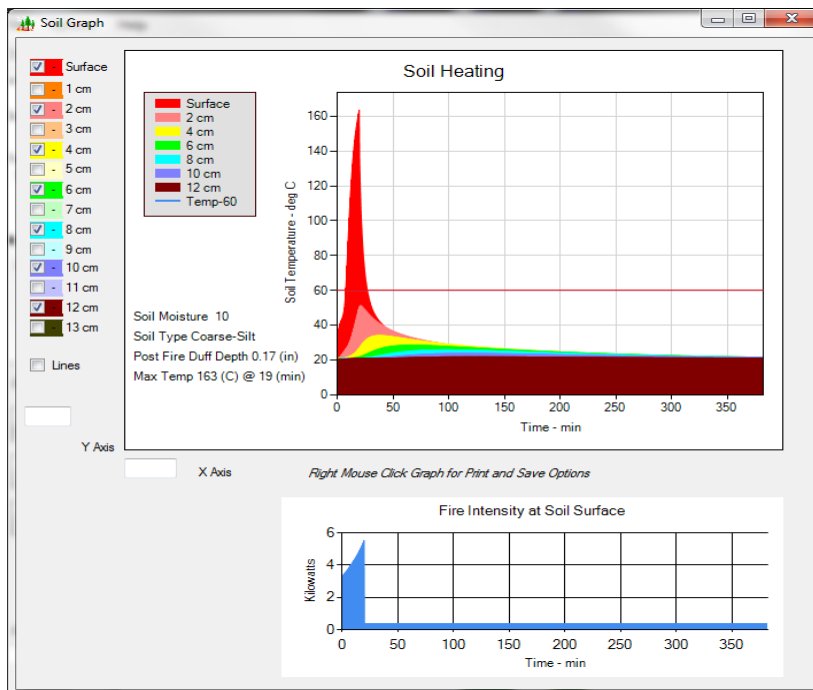 Soil Graph
Surface
1 cm
2 cm
3 cm
4 cm
5 cm
6 cm
7 cm
8 cm
9 cm
10 cm
11 cm
12 cm
13 cm
Lines
Y Axis
X Axis
Soil Heating
Surface
2 cm
4 cm
6 cm
8 cm
10 cm
12 cm
Temp-60
Soil Moisture 10
Soil Type Coarse-Silt
Post Fire Duff Depth 0.17 (in)
Max Temp 163 (C) @ 19 (min)
Soil Temperature - deg C
160
140
120
100
80
60
40
20
0
0 50 100 150 200 250 300 350
Time - min
Right Mouse Click Graph for Print and Save Options
Fire Intensity at Soil Surface
Kilowatts
6
4
2
0
0 50 100 150 200 250 300 350
Time - min